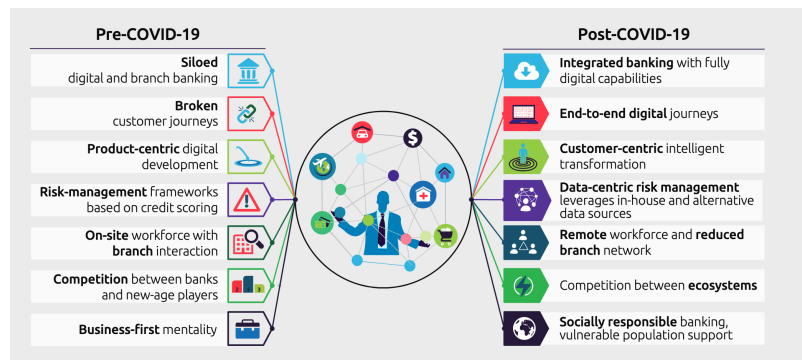 Pre-COVID-19
Siloed
digital and branch banking
Broken
customer journeys
Product-centric digital
development
Risk-management frameworks
based on credit scoring
On-site workforce with
branch interaction
Competition between banks
and new-age players
Business-first mentality
$
Post-COVID-19
Integrated banking with fully
digital capabilities
End-to-end digital journeys
Customer-centric intelligent
transformation
Data-centric risk management
leverages in-house and alternative
data sources
Remote workforce and reduced
branch network
Competition between ecosystems
Socially responsible banking,
vulnerable population support